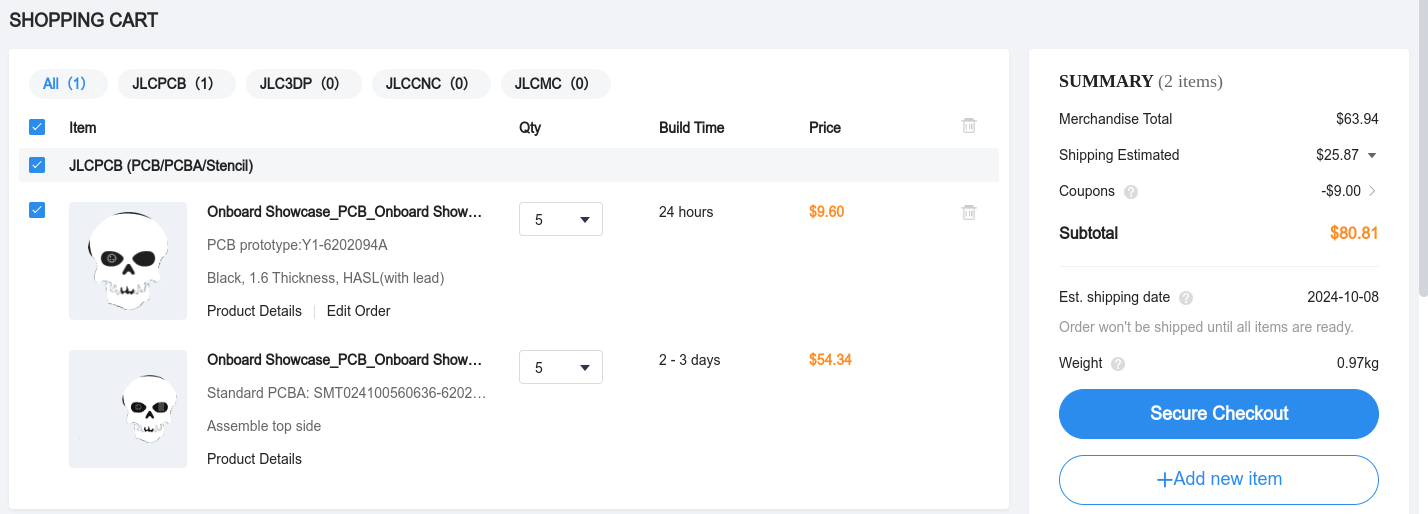 SHOPPING CART
All (1) JLCPCB (1) JLC3DP (0) JLCCNC (0) JLCMC (0)
Item Qty Build Time Price
JLCPCB (PCB/PCBA/Stencil)
Onboard Showcase_PCB_Onboard Show... 5 24 hours $9.60
PCB prototype:Y1-6202094A
Black, 1.6 Thickness, HASL(with lead)
Product Details Edit Order
Onboard Showcase_PCB_Onboard Show... 5 2 - 3 days $54.34
Standard PCBA: SMT024100560636-6202...
Assemble top side
Product Details
SUMMARY (2 items)
Merchandise Total $63.94
Shipping Estimated $25.87
Coupons ? -$9.00
Subtotal $80.81
Est. shipping date ? 2024-10-08
Order won't be shipped until all items are ready.
Weight ? 0.97kg
Secure Checkout
+Add new item